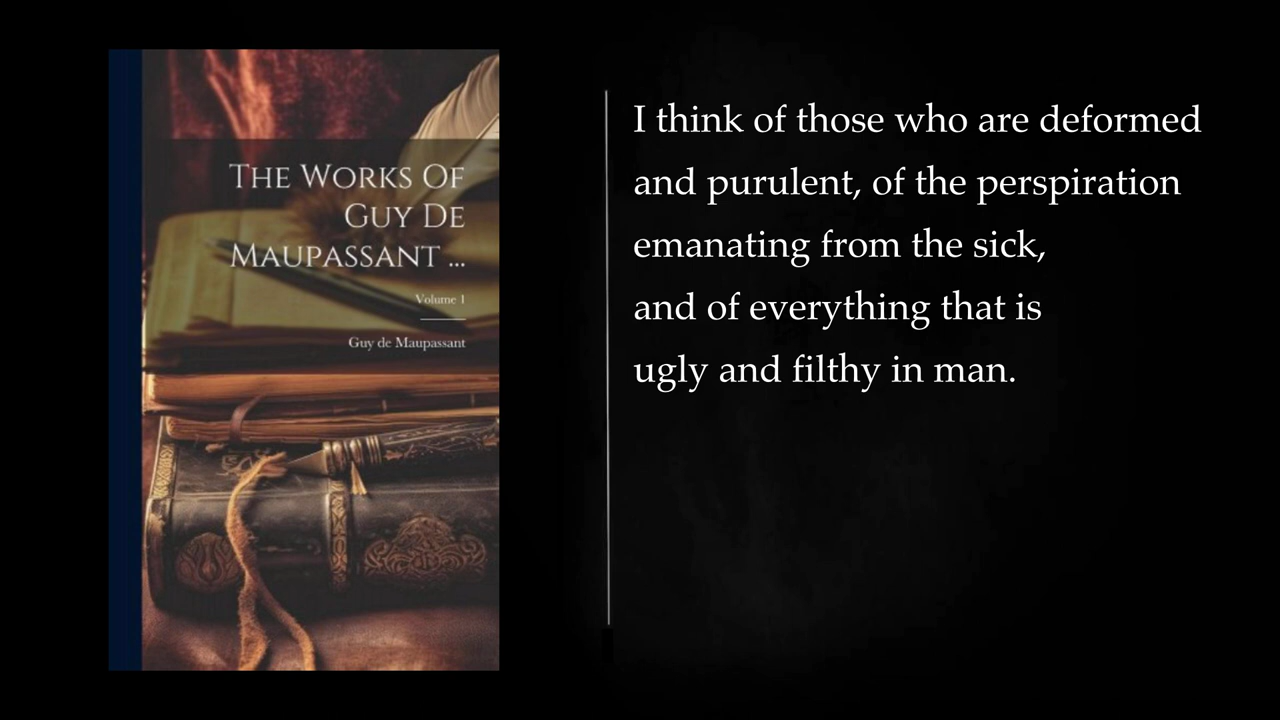 The Works Of
Guy De
Maupassant ...
Volume 1
Guy de Maupassant
I think of those who are deformed
and purulent, of the perspiration
emanating from the sick,
and of everything that is
ugly and filthy in man.